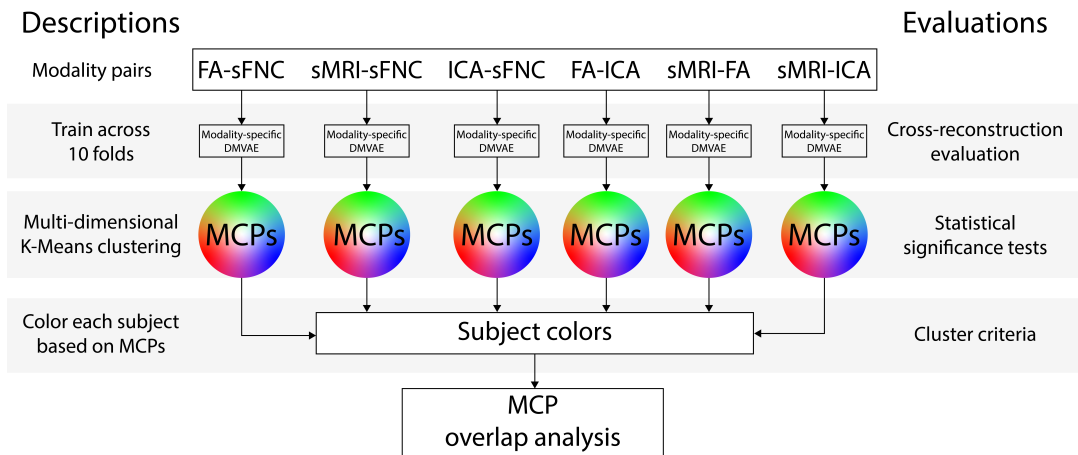 Descriptions
Evaluations
Modality pairs
FA-sFNC sMRI-sFNC ICA-sFNC FA-ICA sMRI-FA sMRI-ICA
Train across
10 folds
Modality-specific
DMVAE
Modality-specific
DMVAE
Modality-specific
DMVAE
Modality-specific
DMVAE
Modality-specific
DMVAE
Modality-specific
DMVAE
Cross-reconstruction
evaluation
Multi-dimensional
K-Means clustering
MCPs
MCPs
MCPs
MCPs
MCPs
MCPs
Statistical
significance tests
Color each subject
based on MCPs
Subject colors
Cluster criteria
MCP
overlap analysis